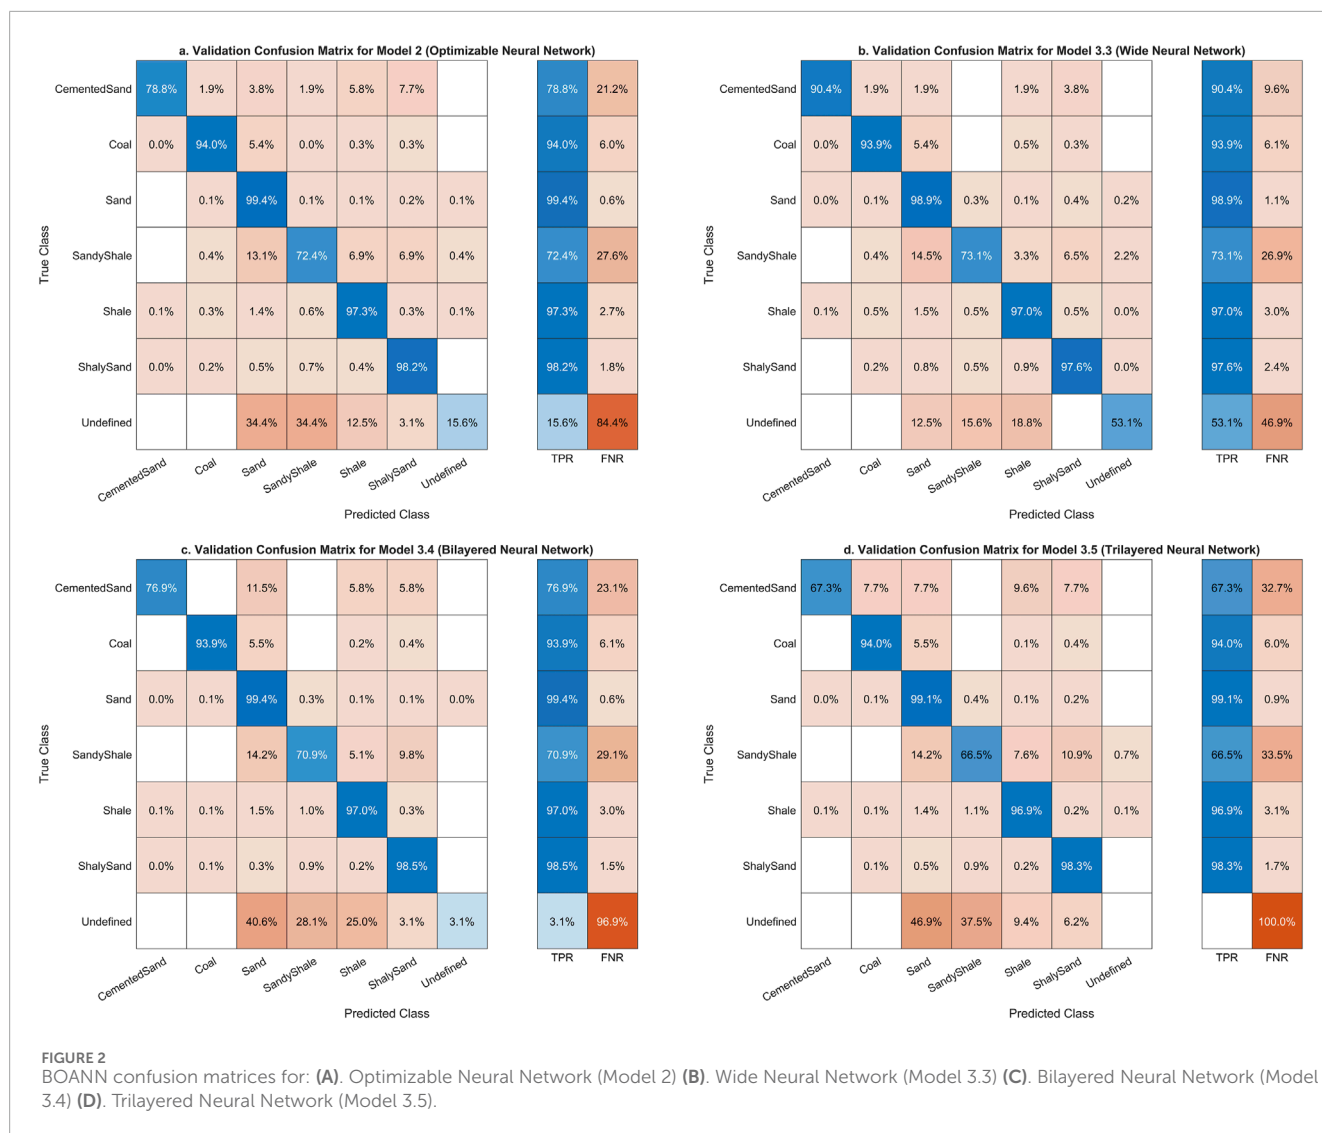 a. Validation Confusion Matrix for Model 2 (Optimizable Neural Network)
CementedSand 78.8% 1.9% 3.8% 1.9% 5.8% 7.7% 78.8% 21.2%
Coal 0.0% 94.0% 5.4% 0.0% 0.3% 0.3% 94.0% 6.0%
Sand 0.1% 99.4% 0.1% 0.1% 0.2% 0.1% 99.4% 0.6%
SandyShale 0.4% 13.1% 72.4% 6.9% 6.9% 0.4% 72.4% 27.6%
Shale 0.1% 0.3% 1.4% 0.6% 97.3% 0.3% 0.1% 97.3% 2.7%
ShalySand 0.0% 0.2% 0.5% 0.7% 0.4% 98.2% 98.2% 1.8%
Undefined 34.4% 34.4% 12.5% 3.1% 15.6% 15.6% 84.4%
True Class
CementedSand Coal Sand SandyShale Shale ShalySand Undefined TPR FNR
Predicted Class
b. Validation Confusion Matrix for Model 3.3 (Wide Neural Network)
CementedSand 90.4% 1.9% 1.9% 1.9% 3.8% 90.4% 9.6%
Coal 0.0% 93.9% 5.4% 0.5% 0.3% 93.9% 6.1%
Sand 0.0% 0.1% 98.9% 0.3% 0.1% 0.4% 0.2% 98.9% 1.1%
SandyShale 0.4% 14.5% 73.1% 3.3% 6.5% 2.2% 73.1% 26.9%
Shale 0.1% 0.5% 1.5% 0.5% 97.0% 0.5% 0.0% 97.0% 3.0%
ShalySand 0.2% 0.8% 0.5% 0.9% 97.6% 0.0% 97.6% 2.4%
Undefined 12.5% 15.6% 18.8% 53.1% 53.1% 46.9%
True Class
CementedSand Coal Sand SandyShale Shale ShalySand Undefined TPR FNR
Predicted Class
c. Validation Confusion Matrix for Model 3.4 (Bilayered Neural Network)
CementedSand 76.9% 11.5% 5.8% 5.8% 76.9% 23.1%
Coal 93.9% 5.5% 0.2% 0.4% 93.9% 6.1%
Sand 0.0% 0.1% 99.4% 0.3% 0.1% 0.1% 0.0% 99.4% 0.6%
SandyShale 14.2% 70.9% 5.1% 9.8% 70.9% 29.1%
Shale 0.1% 0.1% 1.5% 1.0% 97.0% 0.3% 97.0% 3.0%
ShalySand 0.0% 0.1% 0.3% 0.9% 0.2% 98.5% 98.5% 1.5%
Undefined 40.6% 28.1% 25.0% 3.1% 3.1% 3.1% 96.9%
True Class
CementedSand Coal Sand SandyShale Shale ShalySand Undefined TPR FNR
Predicted Class
d. Validation Confusion Matrix for Model 3.5 (Trilayered Neural Network)
CementedSand 67.3% 7.7% 7.7% 9.6% 7.7% 67.3% 32.7%
Coal 94.0% 5.5% 0.1% 0.4% 94.0% 6.0%
Sand 0.0% 0.1% 99.1% 0.4% 0.1% 0.2% 99.1% 0.9%
SandyShale 14.2% 66.5% 7.6% 10.9% 0.7% 66.5% 33.5%
Shale 0.1% 0.1% 1.4% 1.1% 96.9% 0.2% 0.1% 96.9% 3.1%
ShalySand 0.1% 0.5% 0.9% 0.2% 98.3% 98.3% 1.7%
Undefined 46.9% 37.5% 9.4% 6.2% 100.0%
True Class
CementedSand Coal Sand SandyShale Shale ShalySand Undefined TPR FNR
Predicted Class
FIGURE 2
BOANN confusion matrices for: (A). Optimizable Neural Network (Model 2) (B). Wide Neural Network (Model 3.3) (C). Bilayered Neural Network (Model
3.4) (D). Trilayered Neural Network (Model 3.5).